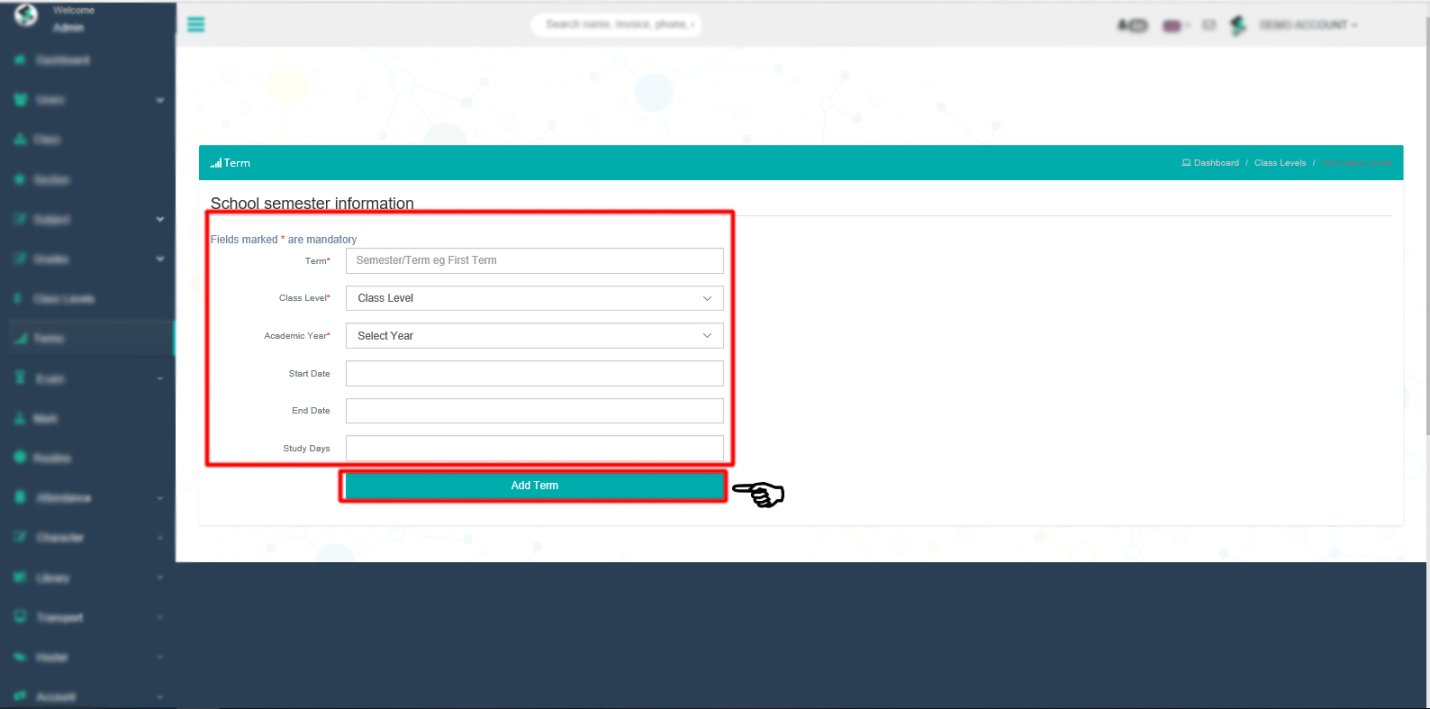 Welcome
Admin
Dashboard
Users
Class
Section
Subject
Grades
Class Levels
Terms
Exam
Mark
Routine
Attendance
Character
Library
Transport
Hostel
Account
Search name, Invoice, phone,
DEMO ACCOUNT
Term
Dashboard / Class Levels /
School semester information
Fields marked * are mandatory
Term* Semester/Term eg First Term
Class Level* Class Level
Academic Year* Select Year
Start Date
End Date
Study Days
Add Term